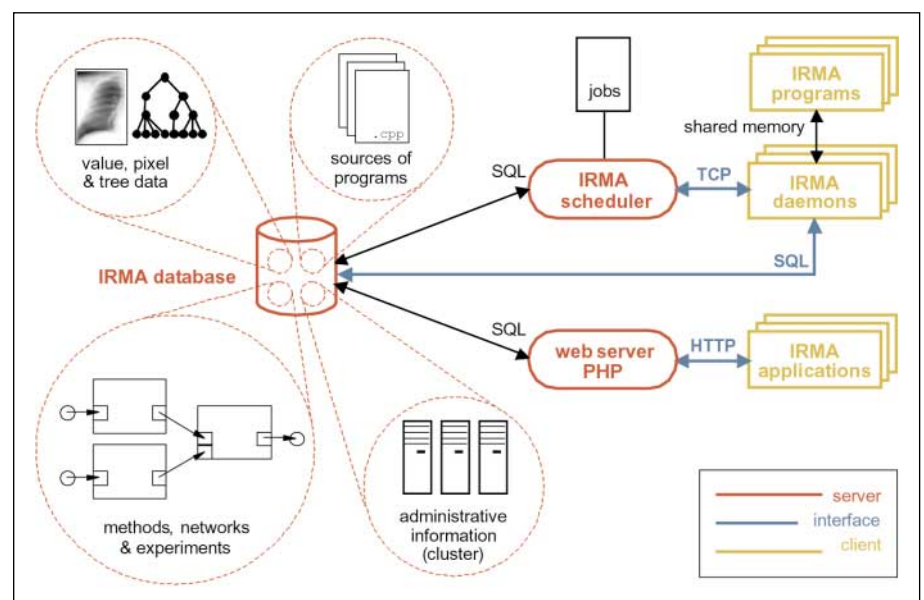 value, pixel
& tree data
.cpp
sources of
programs
jobs
IRMA
programs
shared memory
SQL
IRMA
scheduler
TCP
IRMA
daemons
IRMA database
SQL
SQL
web server
PHP
HTTP
IRMA
applications
methods, networks
& experiments
administrative
information
(cluster)
server
interface
client